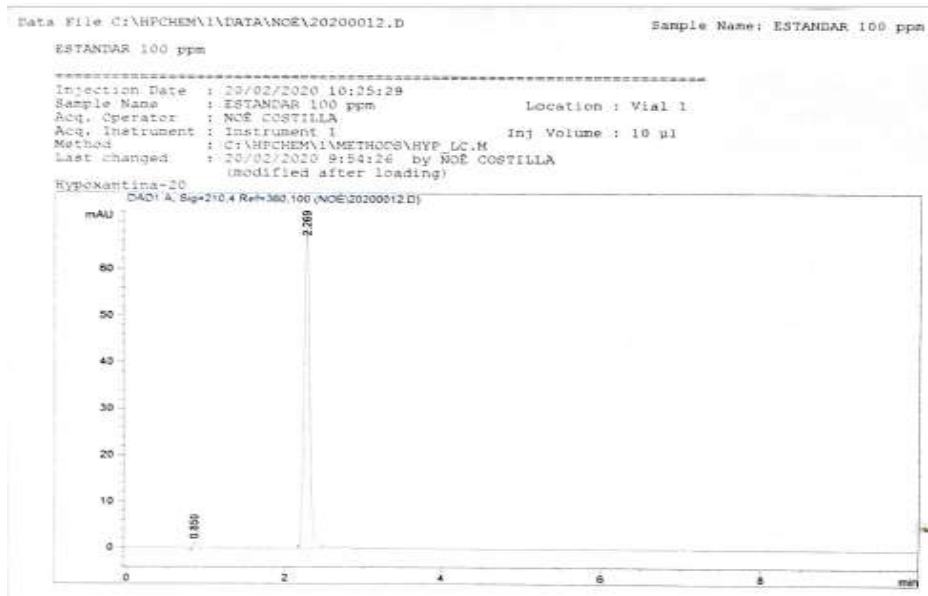 Data File C:\HPCHEM\1\DATA\NOÉ\20200012.D Sample Name: ESTANDAR 100 ppm
ESTANDAR 100 ppm
Injection Date : 20/02/2020 10:25:29
Sample Name : ESTANDAR 100 ppm Location : Vial 1
Acq. Operator : NOÉ COSTILLA
Acq. Instrument : Instrument 1 Inj Volume : 10 µl
Method : C:\HPCHEM\1\METHODS\HYP_LC.M
Last changed : 20/02/2020 9:54:26 by NOÉ COSTILLA
(modified after loading)
Hypoxantina-20
DAD1 A, Sig=210,4 Ref=360,100 (NOÉ\20200012.D)
mAU
2.269
60
50
40
30
20
10
0.850
0
0 2 4 6 8 min